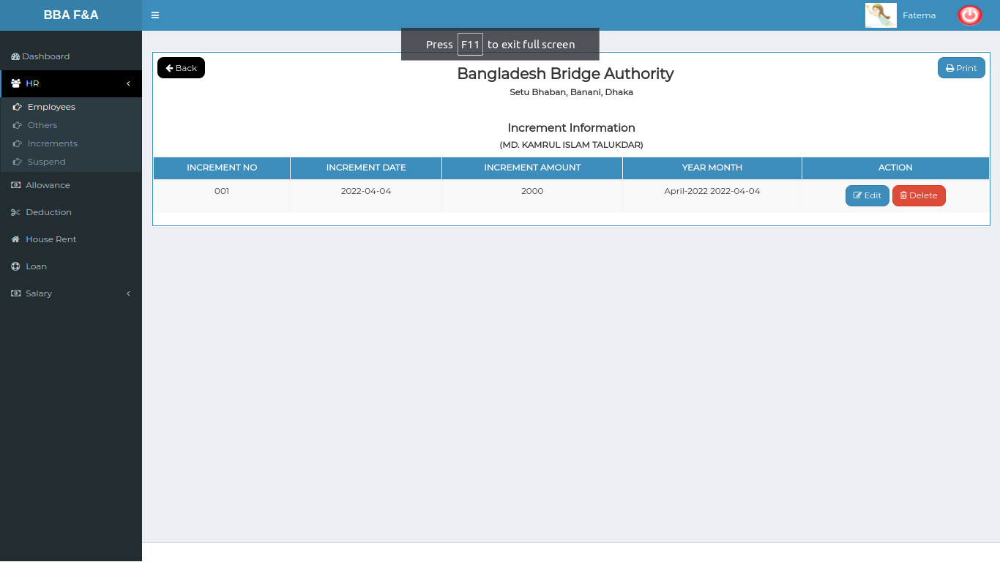 BBA F&A
Fatema
Press F11 to exit full screen
Dashboard
HR
Employees
Others
Increments
Suspend
Allowance
Deduction
House Rent
Loan
Salary
Back
Print
Bangladesh Bridge Authority
Setu Bhaban, Banani, Dhaka
Increment Information
(MD. KAMRUL ISLAM TALUKDAR)
INCREMENT NO INCREMENT DATE INCREMENT AMOUNT YEAR MONTH ACTION
001 2022-04-04 2000 April-2022 2022-04-04 Edit Delete